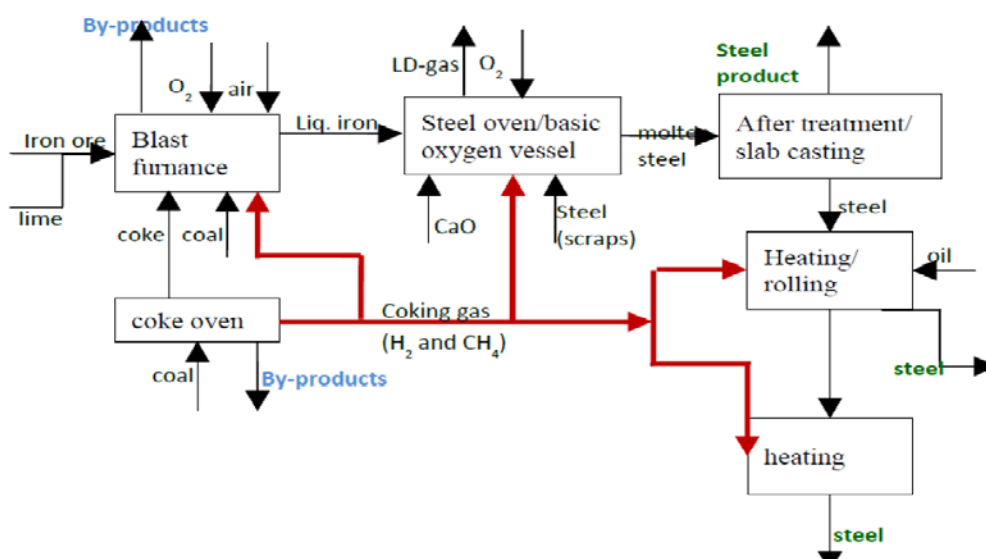 By-products
O₂
air
LD-gas
O₂
Steel
product
Iron ore
Blast
furnance
Liq. iron
Steel oven/basic
oxygen vessel
molten
steel
After treatment/
slab casting
lime
coke
coal
CaO
Steel
(scraps)
steel
Heating/
rolling
oil
coke oven
Coking gas
(H₂ and CH₄)
coal
By-products
steel
heating
steel